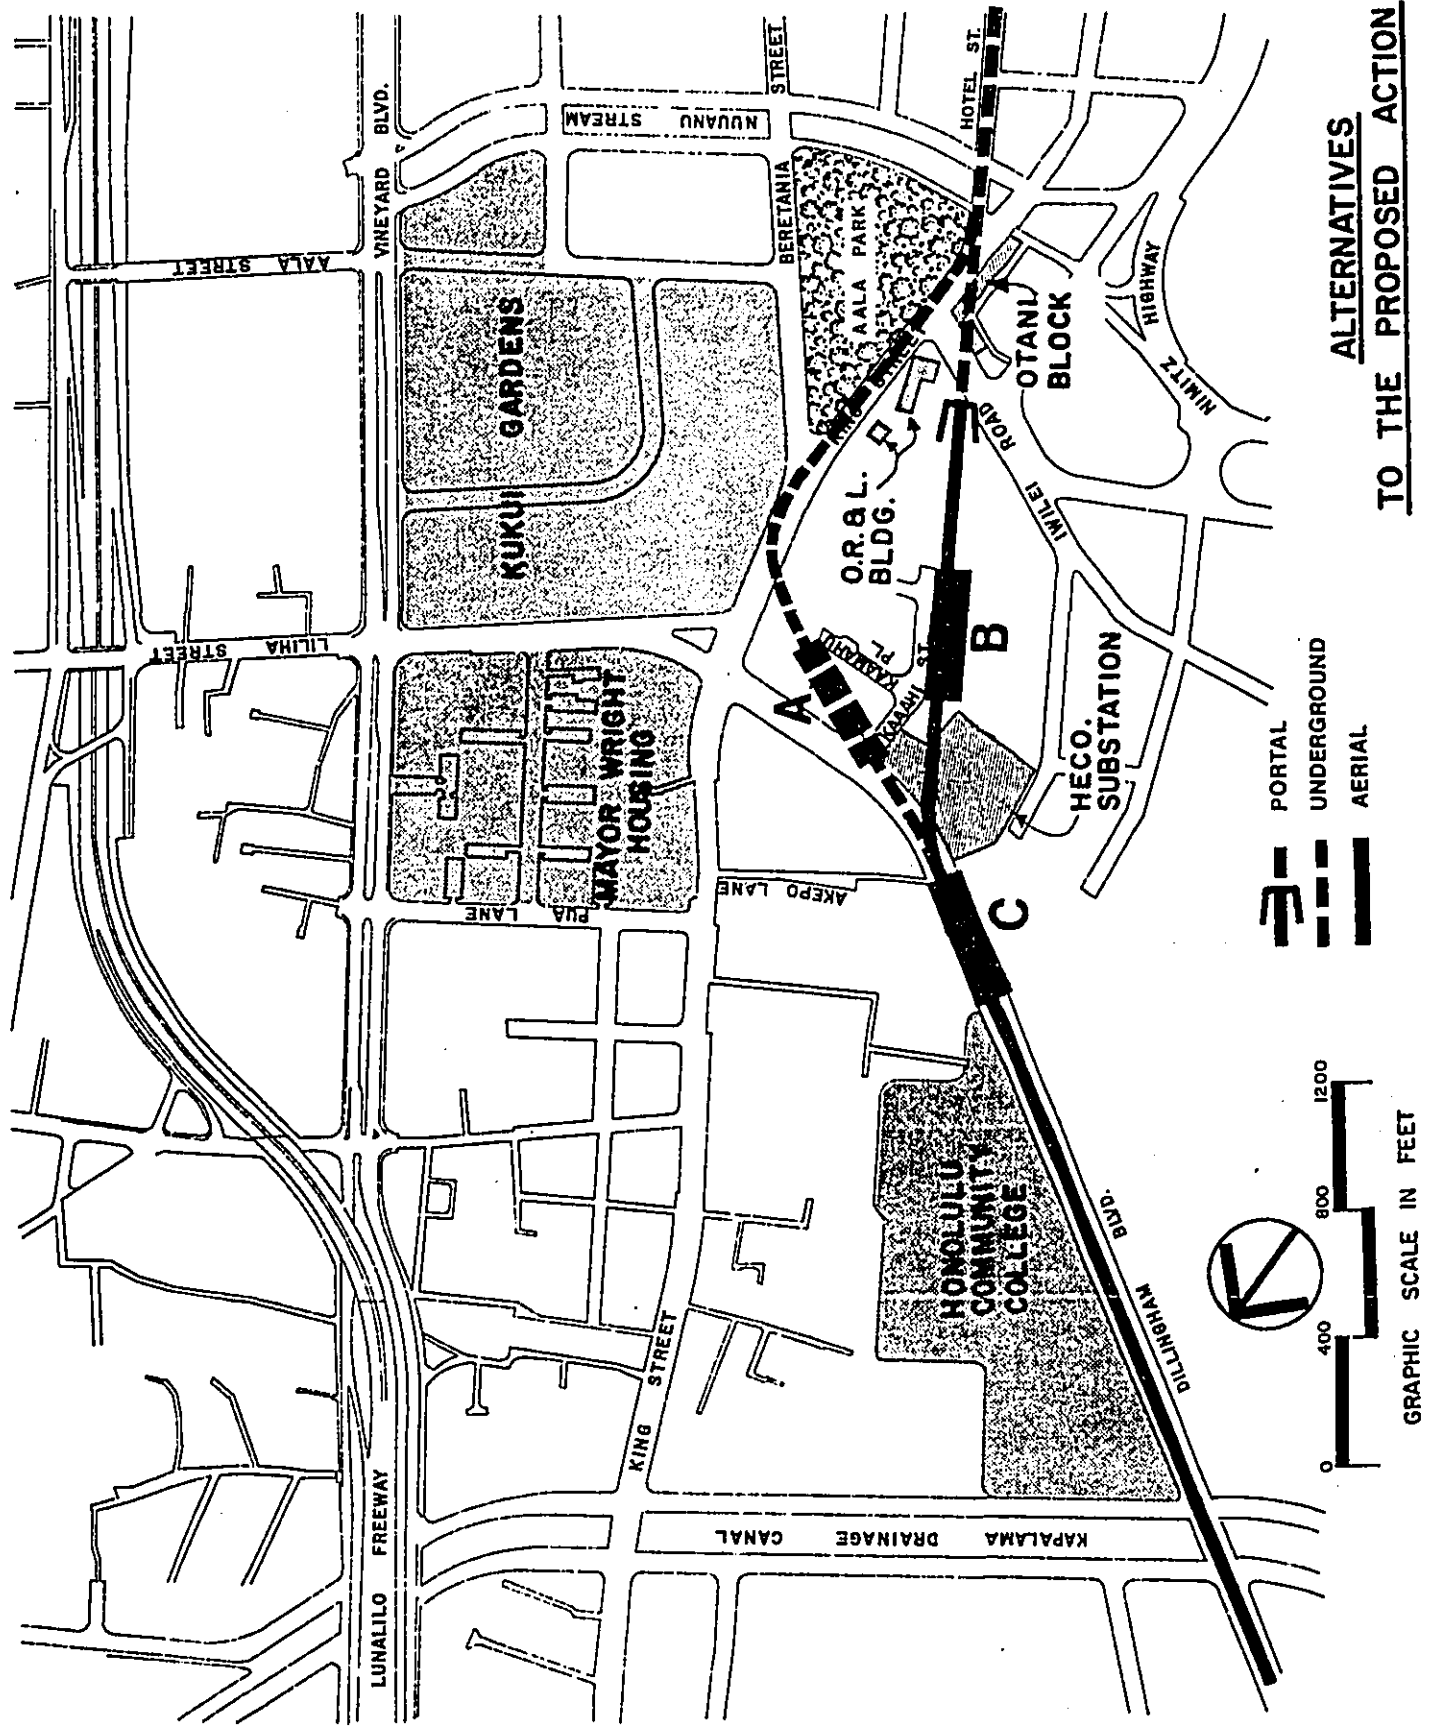 ALTERNATIVES
TO THE PROPOSED ACTION
LUNALILO FREEWAY
VINEYARD BLVD.
LILIHA STREET
AALA STREET
NUUANU STREAM
BERETANIA STREET
HOTEL ST.
KUKUI GARDENS
MAYOR WRIGHT
HOUSING
PUA LANE
AKEPO LANE
AALA PARK
KING STREET
O.R.& L.
BLDG.
OTANI
BLOCK
IWILEI ROAD
NIMITZ HIGHWAY
KAAMAHU
PL.
KAAAHI ST.
A
B
C
HECO.
SUBSTATION
KING STREET
HONOLULU
COMMUNITY
COLLEGE
DILLINGHAM BLVD.
KAPALAMA DRAINAGE CANAL
PORTAL
UNDERGROUND
AERIAL
0 400 800 1200
GRAPHIC SCALE IN FEET